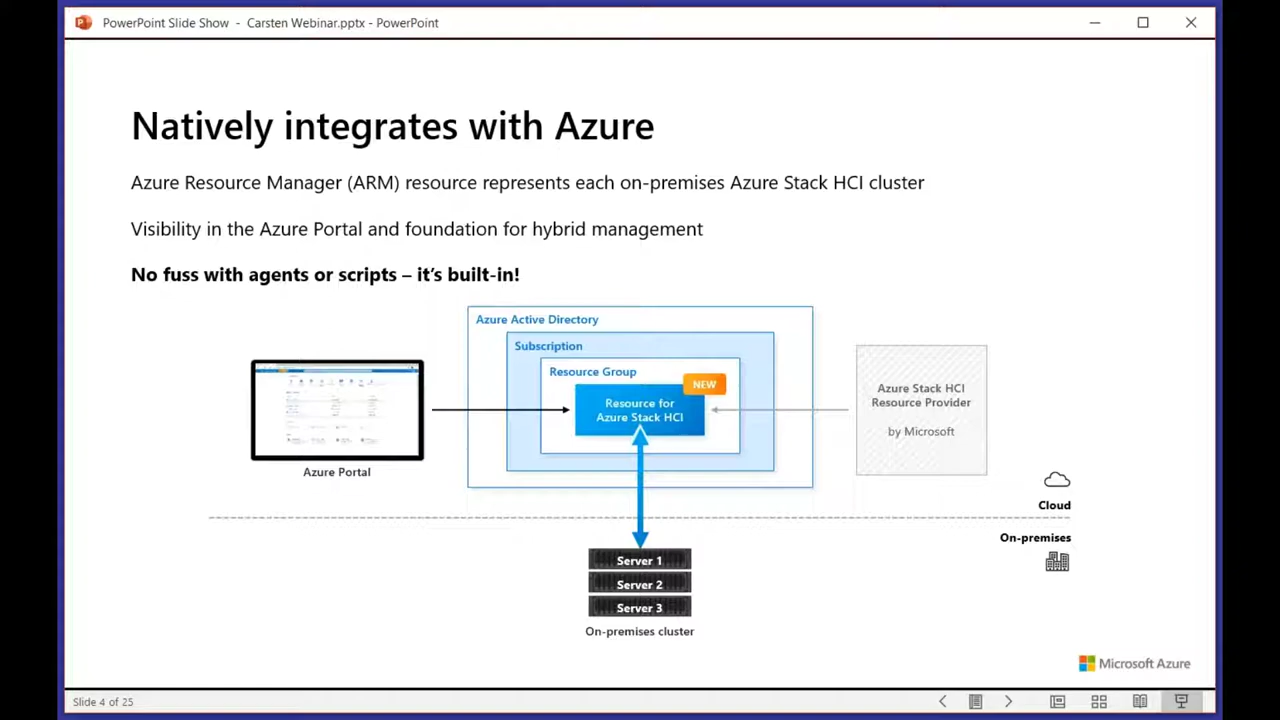 PowerPoint Slide Show - Carsten Webinar.pptx - PowerPoint
Natively integrates with Azure
Azure Resource Manager (ARM) resource represents each on-premises Azure Stack HCI cluster
Visibility in the Azure Portal and foundation for hybrid management
No fuss with agents or scripts – it’s built-in!
Azure Active Directory
Subscription
Resource Group
NEW
Resource for
Azure Stack HCI
Azure Stack HCI
Resource Provider
by Microsoft
Azure Portal
Cloud
On-premises
Server 1
Server 2
Server 3
On-premises cluster
Microsoft Azure
Slide 4 of 25